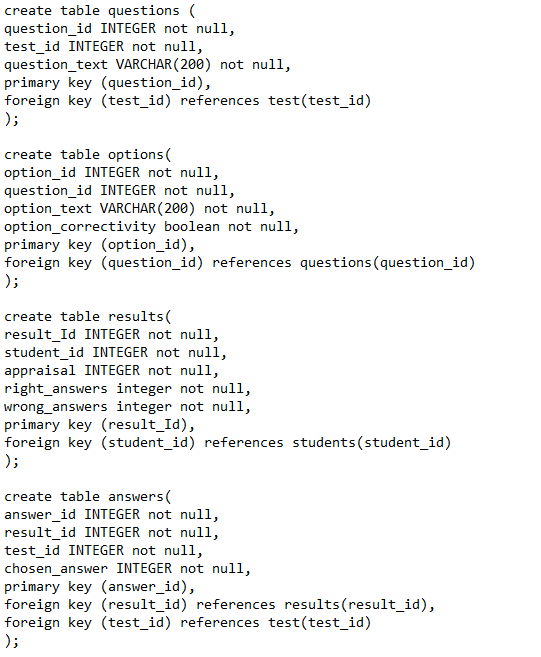 create table questions (
question_id INTEGER not null,
test_id INTEGER not null,
question_text VARCHAR(200) not null,
primary key (question_id),
foreign key (test_id) references test(test_id)
);
create table options(
option_id INTEGER not null,
question_id INTEGER not null,
option_text VARCHAR(200) not null,
option_correctivity boolean not null,
primary key (option_id),
foreign key (question_id) references questions(question_id)
);
create table results(
result_Id INTEGER not null,
student_id INTEGER not null,
appraisal INTEGER not null,
right_answers integer not null,
wrong_answers integer not null,
primary key (result_Id),
foreign key (student_id) references students(student_id)
);
create table answers(
answer_id INTEGER not null,
result_id INTEGER not null,
test_id INTEGER not null,
chosen_answer INTEGER not null,
primary key (answer_id),
foreign key (result_id) references results(result_id),
foreign key (test_id) references test(test_id)
);